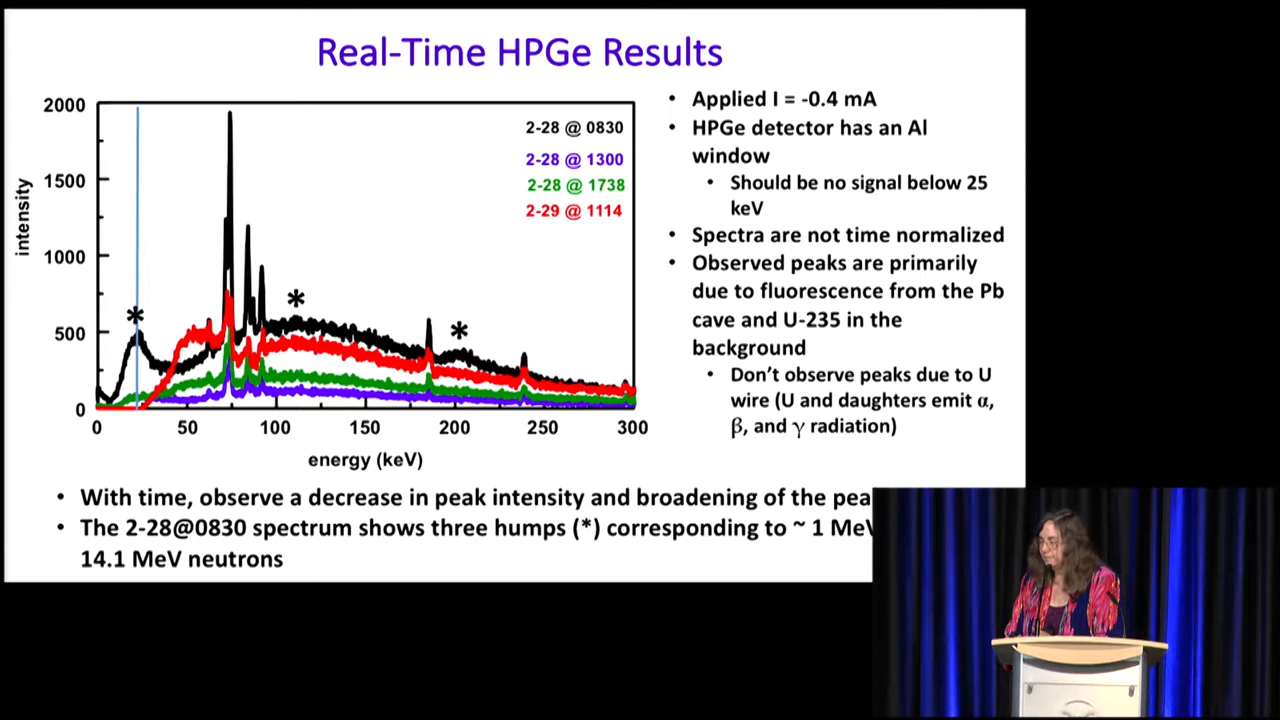 Real-Time HPGe Results
2000
1500
1000
500
0
intensity
0
50
100
150
200
250
300
energy (keV)
2-28 @ 0830
2-28 @ 1300
2-28 @ 1738
2-29 @ 1114
*
*
*
• Applied I = -0.4 mA
• HPGe detector has an Al
window
• Should be no signal below 25
keV
• Spectra are not time normalized
• Observed peaks are primarily
due to fluorescence from the Pb
cave and U-235 in the
background
• Don't observe peaks due to U
wire (U and daughters emit α,
β, and γ radiation)
• With time, observe a decrease in peak intensity and broadening of the
• The 2-28@0830 spectrum shows three humps (*) corresponding to ~ 1 MeV
14.1 MeV neutrons